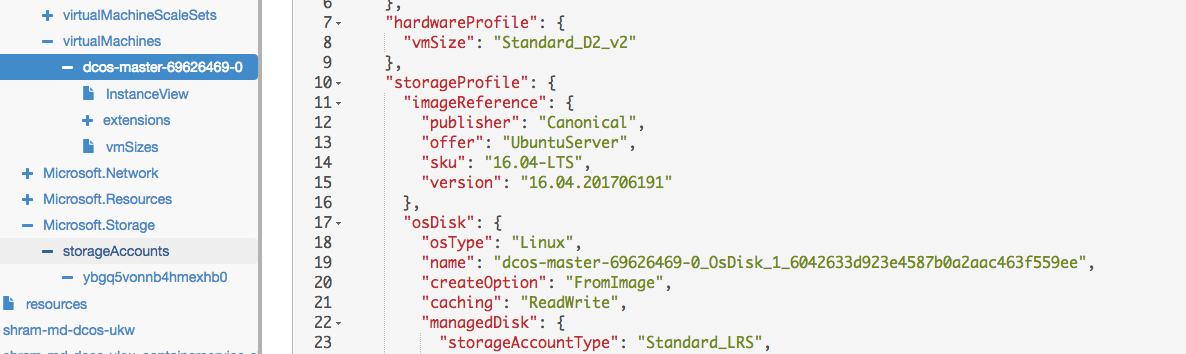 virtualMachineScaleSets
virtualMachines
dcos-master-69626469-0
InstanceView
extensions
vmSizes
Microsoft.Network
Microsoft.Resources
Microsoft.Storage
storageAccounts
ybgq5vonnb4hmexhb0
resources
shram-md-dcos-ukw
6 },
7 "hardwareProfile": {
8 "vmSize": "Standard_D2_v2"
9 },
10 "storageProfile": {
11 "imageReference": {
12 "publisher": "Canonical",
13 "offer": "UbuntuServer",
14 "sku": "16.04-LTS",
15 "version": "16.04.201706191"
16 },
17 "osDisk": {
18 "osType": "Linux",
19 "name": "dcos-master-69626469-0_OsDisk_1_6042633d923e4587b0a2aac463f559ee",
20 "createOption": "FromImage",
21 "caching": "ReadWrite",
22 "managedDisk": {
23 "storageAccountType": "Standard_LRS",